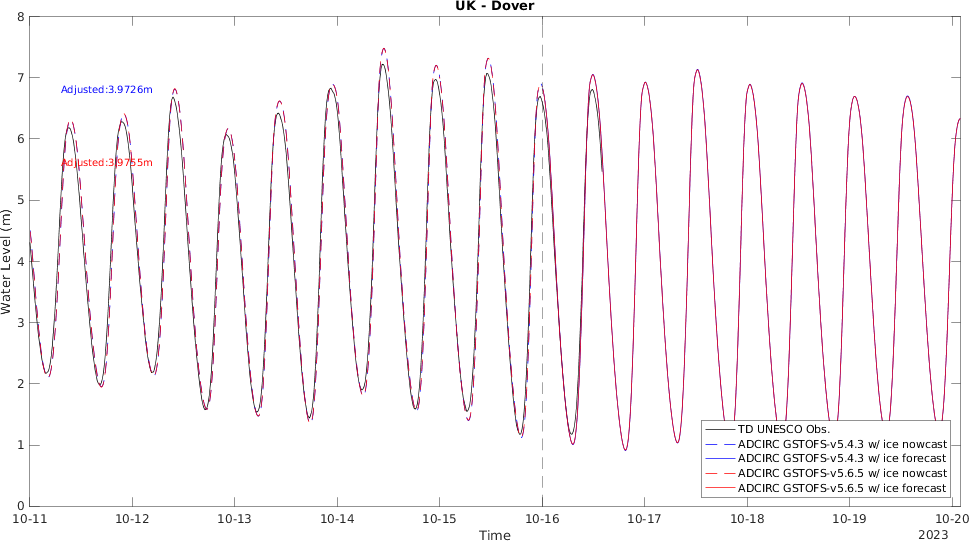 UK - Dover
8
7
6
5
4
3
2
1
0
Water Level (m)
Adjusted:3.9726m
Adjusted:3.9755m
TD UNESCO Obs.
ADCIRC GSTOFS-v5.4.3 w/ ice nowcast
ADCIRC GSTOFS-v5.4.3 w/ ice forecast
ADCIRC GSTOFS-v5.6.5 w/ ice nowcast
ADCIRC GSTOFS-v5.6.5 w/ ice forecast
10-11 10-12 10-13 10-14 10-15 10-16 10-17 10-18 10-19 10-20
Time
2023